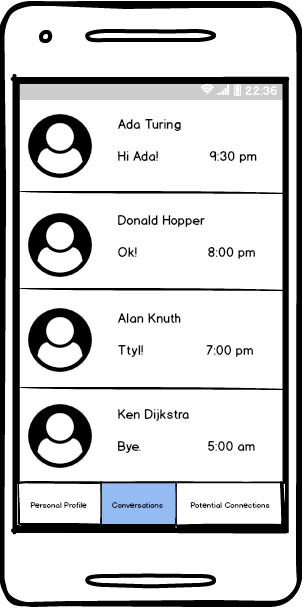 22:36
Ada Turing
Hi Ada! 9:30 pm
Donald Hopper
Ok! 8:00 pm
Alan Knuth
Ttyl! 7:00 pm
Ken Dijkstra
Bye. 5:00 am
Personal Profile Conversations Potential Connections